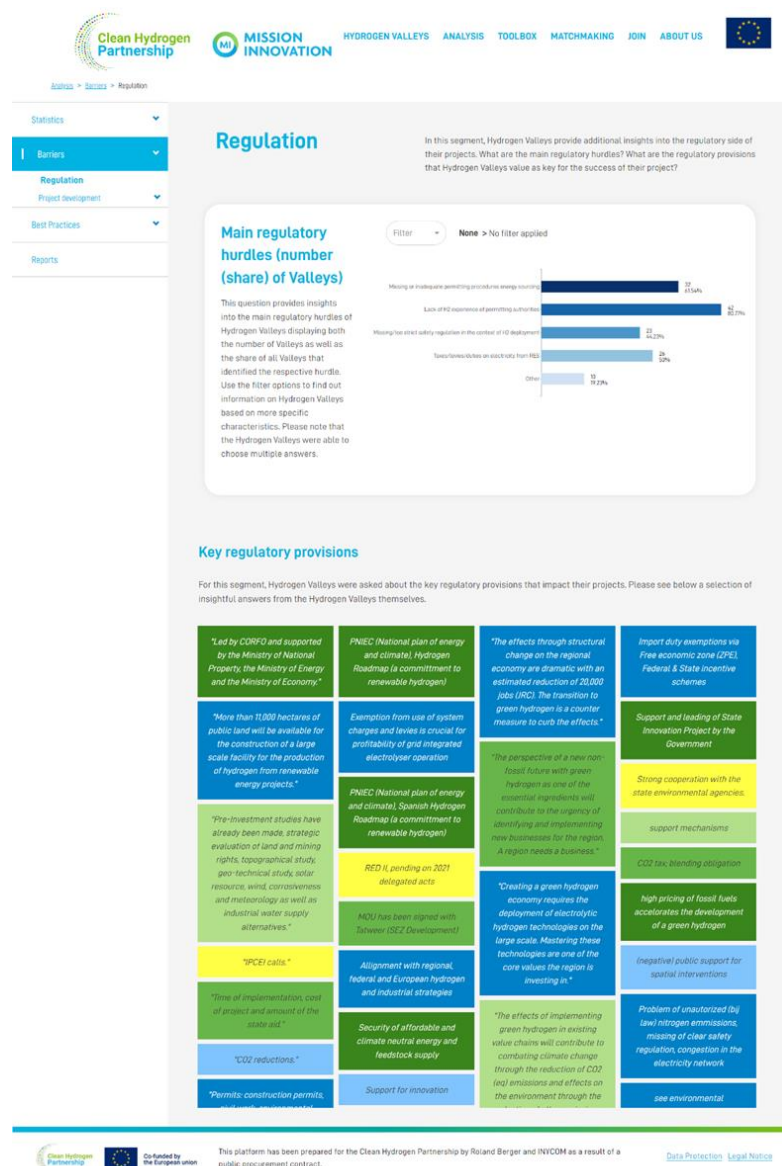 Clean Hydrogen
Partnership
MI
MISSION
INNOVATION
HYDROGEN VALLEYS ANALYSIS TOOLBOX MATCHMAKING JOIN ABOUT US
Analysis > Barriers > Regulation
Statistics
Barriers
Regulation
Project development
Best Practices
Reports
Regulation
In this segment, Hydrogen Valleys provide additional insights into the regulatory side of
their projects. What are the main regulatory hurdles? What are the regulatory provisions
that Hydrogen Valleys value as key for the success of their project?
Main regulatory
hurdles (number
(share) of Valleys)
This question provides insights
into the main regulatory hurdles of
Hydrogen Valleys displaying both
the number of Valleys as well as
the share of all Valleys that
identified the respective hurdle.
Use the filter options to find out
information on Hydrogen Valleys
based on more specific
characteristics. Please note that
the Hydrogen Valleys were able to
choose multiple answers.
Filter
None > No filter applied
Missing or inadequate permitting procedures energy sourcing
32
61.54%
Lack of H2 experience of permitting authorities
42
80.77%
Missing/too strict safety regulation in the context of H2 deployment
23
44.23%
Taxes/levies/duties on electricity from RES
26
50%
Other
10
19.23%
Key regulatory provisions
For this segment, Hydrogen Valleys were asked about the key regulatory provisions that impact their projects. Please see below a selection of
insightful answers from the Hydrogen Valleys themselves.
"Led by CORFO and supported
by the Ministry of National
Property, the Ministry of Energy
and the Ministry of Economy."
"More than 11,000 hectares of
public land will be available for
the construction of a large
scale facility for the production
of hydrogen from renewable
energy projects."
"Pre-Investment studies have
already been made, strategic
evaluation of land and mining
rights, topographical study,
geo-technical study, solar
resource, wind, corrosiveness
and meteorology as well as
industrial water supply
alternatives."
"IPCEI calls."
"Time of implementation, cost
of project and amount of the
state aid."
"CO2 reductions."
"Permits: construction permits,
PNIEC (National plan of energy
and climate), Hydrogen
Roadmap (a committment to
renewable hydrogen)
Exemption from use of system
charges and levies is crucial for
profitability of grid integrated
electrolyser operation
PNIEC (National plan of energy
and climate), Spanish Hydrogen
Roadmap (a committment to
renewable hydrogen)
RED II, pending on 2021
delegated acts
MOU has been signed with
Tatweer (SEZ Development)
Allignment with regional,
federal and European hydrogen
and industrial strategies
Security of affordable and
climate neutral energy and
feedstock supply
Support for innovation
"The effects through structural
change on the regional
economy are dramatic with an
estimated reduction of 20,000
jobs (JRC). The transition to
green hydrogen is a counter
measure to curb the effects."
"The perspective of a new non-
fossil future with green
hydrogen as one of the
essential ingredients will
contribute to the urgency of
identifying and implementing
new businesses for the region.
A region needs a business."
"Creating a green hydrogen
economy requires the
deployment of electrolytic
hydrogen technologies on the
large scale. Mastering these
technologies are one of the
core values the region is
investing in."
"The effects of implementing
green hydrogen in existing
value chains will contribute to
combating climate change
through the reduction of CO2
(eq) emissions and effects on
the environment through the
Import duty exemptions via
Free economic zone (ZPE),
Federal & State incentive
schemes
Support and leading of State
Innovation Project by the
Government
Strong cooperation with the
state environmental agencies.
support mechanisms
CO2 tax; blending obligation
high pricing of fossil fuels
accelorates the development
of a green hydrogen
(negative) public support for
spatial interventions
Problem of unautorized (bij
law) nitrogen emmissions,
missing of clear safety
regulation, congestion in the
electricity network
see environmental
Clean Hydrogen
Partnership
Co-funded by
the European union
This platform has been prepared for the Clean Hydrogen Partnership by Roland Berger and INYCOM as a result of a
public procurement contract.
Data Protection Legal Notice